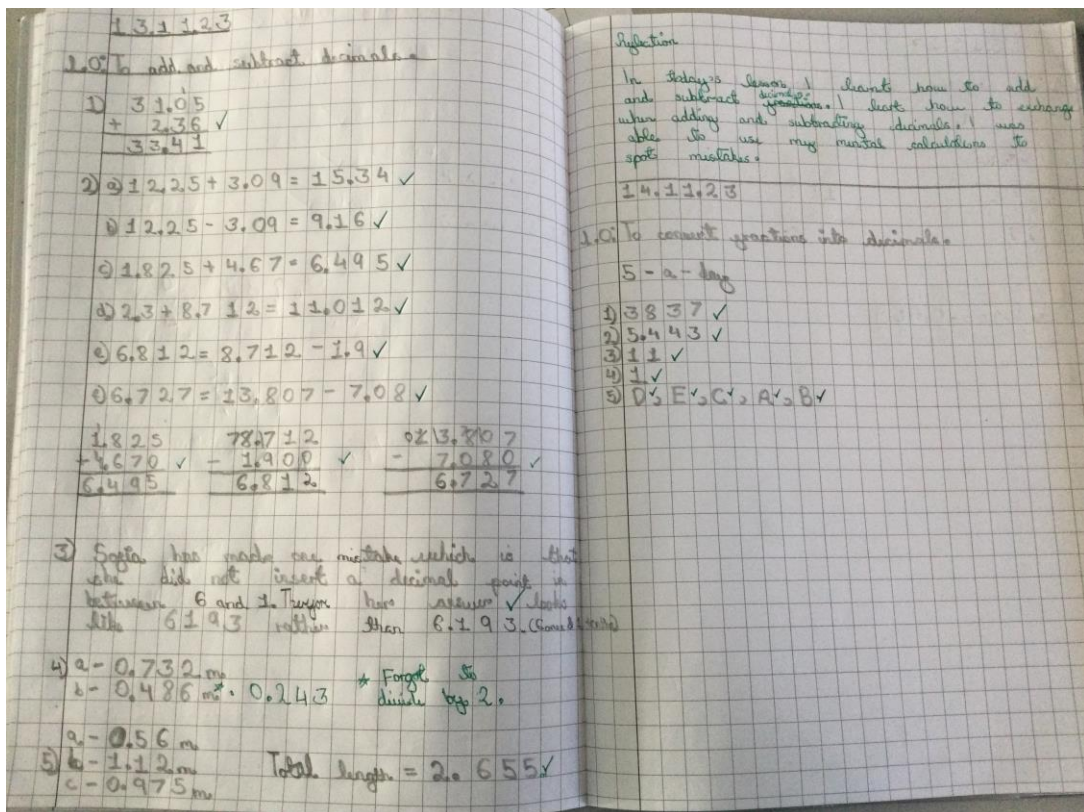 13.11.23
L.O: To add and subtract decimals.
1) 31.05
+ 2.36 ✓
33.41
2) a) 12.25 + 3.09 = 15.34 ✓
b) 12.25 - 3.09 = 9.16 ✓
c) 1.825 + 4.67 = 6.495 ✓
d) 2.3 + 8.712 = 11.012 ✓
e) 6.812 = 8.712 - 1.9 ✓
6.727 = 13.807 - 7.08 ✓
1.825
+ 4.670 ✓
6.495
78.712
- 1.900 ✓
6.812
13.807
- 7.080 ✓
6.727
3) has made one mistake which is that
she did not insert a decimal point in
between 6 and 1. her answer ✓ looks
like 6193 rather than 6.193.
4) a - 0.732 m
b - 0.486 m* . 0.243
* Forgot to
divide by 2.
5) a - 0.56 m
b - 1.12 m
c - 0.975 m
Total length = 2.655 ✓
Reflection
In today's lesson I learnt how to add
and subtract decimals. I how to exchange
when adding and subtracting decimals. I was
able to use my mental calculations to
spot mistakes.
14.11.23
L.O: To convert fractions into decimals.
5-a-day
1) 3837 ✓
2) 5.443 ✓
3) 11 ✓
4) 1 ✓
5) D✓, E✓, C✓, A✓, B✓